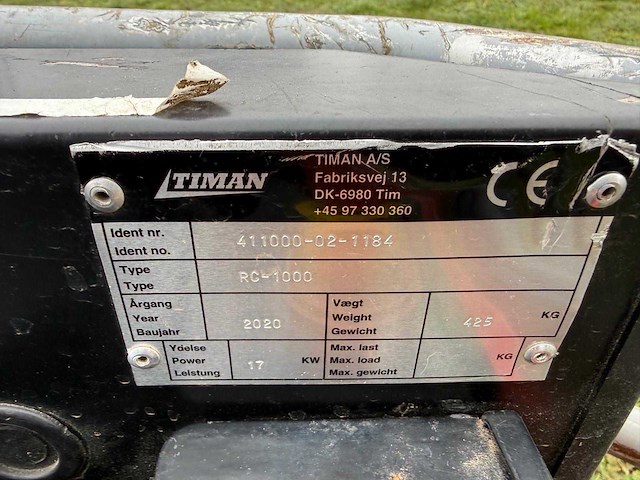 TIMAN
TIMAN A/S
Fabriksvej 13
DK-6980 Tim
+45 97 330 360
CE
Ident nr.
Ident no.
411000-02-1184
Type
Type
RC-1000
Årgang
Year
Baujahr
2020
Vægt
Weight
Gewicht
425 KG
Ydelse
Power
Leistung
17 KW
Max. last
Max. load
Max. gewicht
KG